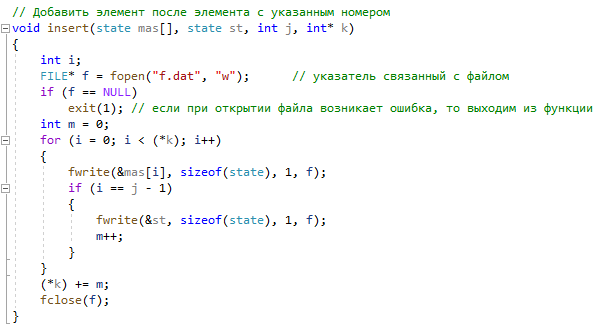 // Добавить элемент после элемента с указанным номером
void insert(state mas[], state st, int j, int* k)
{
    int i;
    FILE* f = fopen("f.dat", "w");      // указатель связанный с файлом
    if (f == NULL)
        exit(1); // если при открытии файла возникает ошибка, то выходим из функции
    int m = 0;
    for (i = 0; i < (*k); i++)
    {
        fwrite(&mas[i], sizeof(state), 1, f);
        if (i == j - 1)
        {
            fwrite(&st, sizeof(state), 1, f);
            m++;
        }
    }
    (*k) += m;
    fclose(f);
}